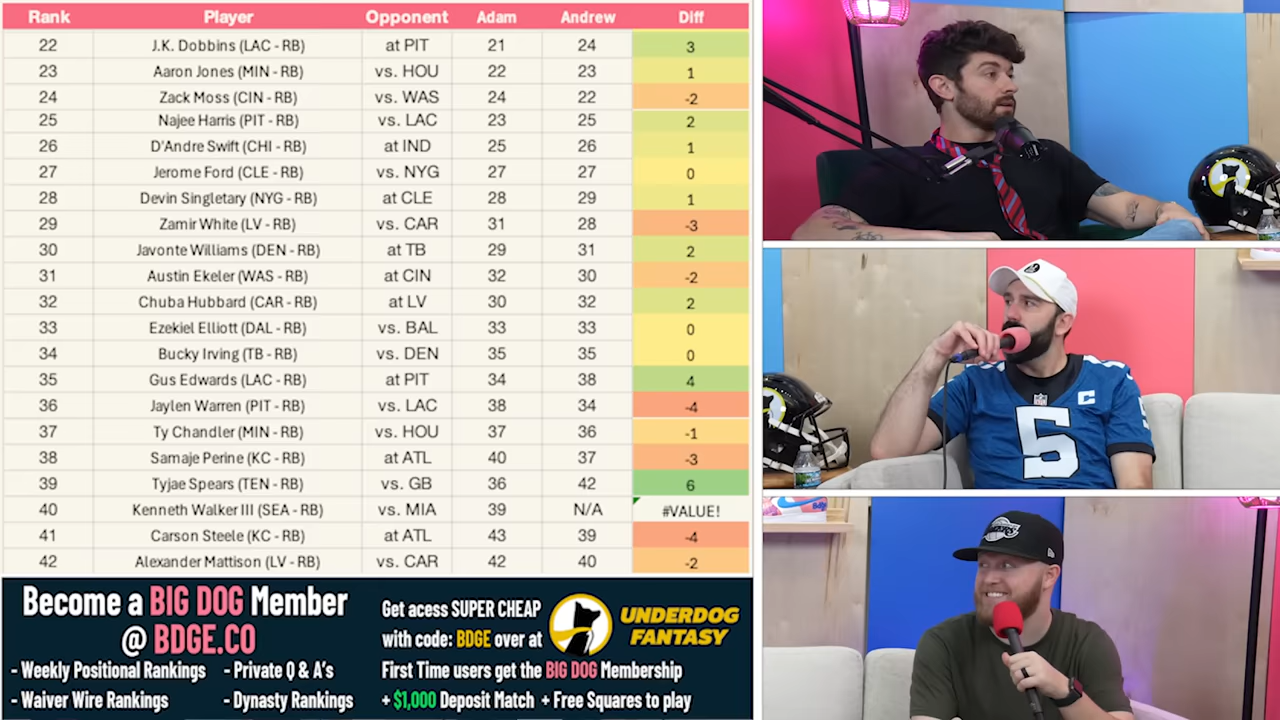 Rank Player Opponent Adam Andrew Diff
22 J.K. Dobbins (LAC - RB) at PIT 21 24 3
23 Aaron Jones (MIN - RB) vs. HOU 22 23 1
24 Zack Moss (CIN - RB) vs. WAS 24 22 -2
25 Najee Harris (PIT - RB) vs. LAC 23 25 2
26 D'Andre Swift (CHI - RB) at IND 25 26 1
27 Jerome Ford (CLE - RB) vs. NYG 27 27 0
28 Devin Singletary (NYG - RB) at CLE 28 29 1
29 Zamir White (LV - RB) vs. CAR 31 28 -3
30 Javonte Williams (DEN - RB) at TB 29 31 2
31 Austin Ekeler (WAS - RB) at CIN 32 30 -2
32 Chuba Hubbard (CAR - RB) at LV 30 32 2
33 Ezekiel Elliott (DAL - RB) vs. BAL 33 33 0
34 Bucky Irving (TB - RB) vs. DEN 35 35 0
35 Gus Edwards (LAC - RB) at PIT 34 38 4
36 Jaylen Warren (PIT - RB) vs. LAC 38 34 -4
37 Ty Chandler (MIN - RB) vs. HOU 37 36 -1
38 Samaje Perine (KC - RB) at ATL 40 37 -3
39 Tyjae Spears (TEN - RB) vs. GB 36 42 6
40 Kenneth Walker III (SEA - RB) vs. MIA 39 N/A #VALUE!
41 Carson Steele (KC - RB) at ATL 43 39 -4
42 Alexander Mattison (LV - RB) vs. CAR 42 40 -2
Become a BIG DOG Member
@ BDGE.CO
- Weekly Positional Rankings - Private Q & A's
- Waiver Wire Rankings - Dynasty Rankings
Get acess SUPER CHEAP
with code: BDGE over at
UNDERDOG
FANTASY
First Time users get the BIG DOG Membership
+ $1,000 Deposit Match + Free Squares to play
C
5